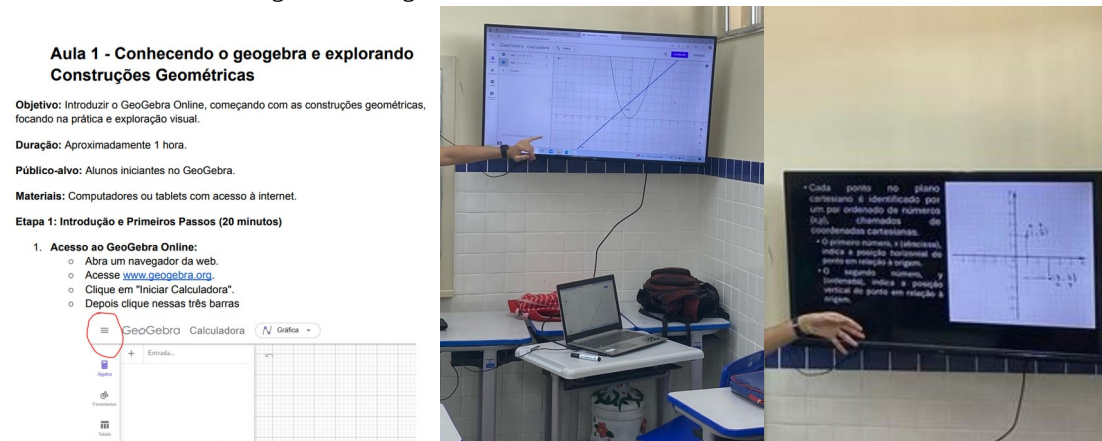 Aula 1 - Conhecendo o geogebra e explorando
Construções Geométricas
Objetivo: Introduzir o GeoGebra Online, começando com as construções geométricas,
focando na prática e exploração visual.
Duração: Aproximadamente 1 hora.
Público-alvo: Alunos iniciantes no GeoGebra.
Materiais: Computadores ou tablets com acesso à internet.
Etapa 1: Introdução e Primeiros Passos (20 minutos)
1. Acesso ao GeoGebra Online:
○ Abra um navegador da web.
○ Acesse www.geogebra.org.
○ Clique em "Iniciar Calculadora".
○ Depois clique nessas três barras
GeoGebra Calculadora Gráfica
+ Entrada...
Álgebra
Ferramentas
Tabela
GeoGebra Calculadora Gráfica
• Cada ponto no plano
cartesiano é identificado por
um par ordenado de números
(x,y), chamados de
coordenadas cartesianas.
• O primeiro número, x (abscissa),
indica a posição horizontal do
ponto em relação à origem.
• O segundo número, y
(ordenada), indica a posição
vertical do ponto em relação à
origem.